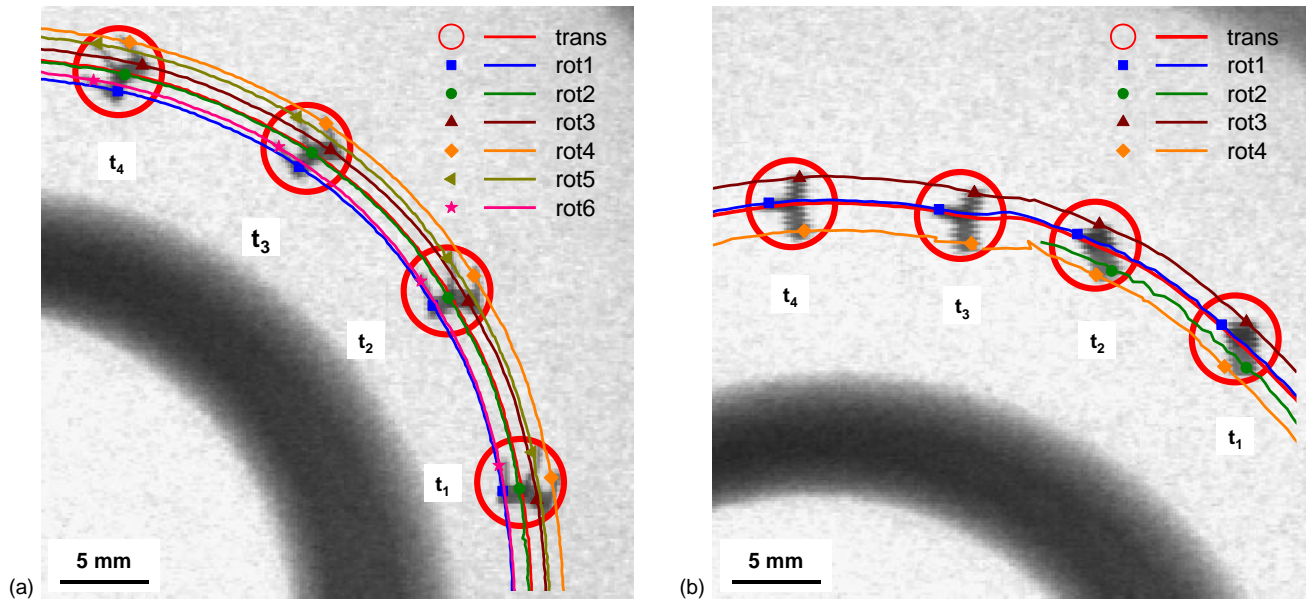 trans
rot1
rot2
rot3
rot4
rot5
rot6
t4
t3
t2
t1
5 mm
(a)
trans
rot1
rot2
rot3
rot4
t4
t3
t2
t1
5 mm
(b)